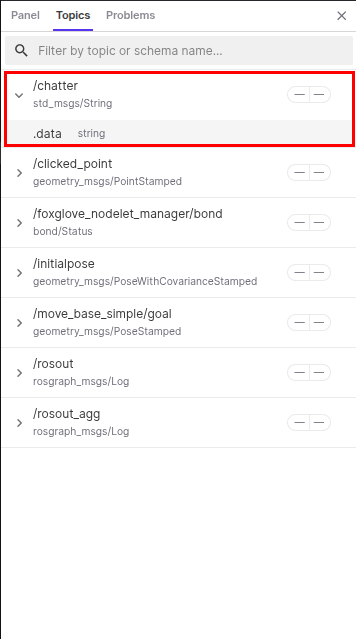 Panel Topics Problems
Filter by topic or schema name...
/chatter
std_msgs/String
.data string
/clicked_point
geometry_msgs/PointStamped
/foxglove_nodelet_manager/bond
bond/Status
/initialpose
geometry_msgs/PoseWithCovarianceStamped
/move_base_simple/goal
geometry_msgs/PoseStamped
/rosout
rosgraph_msgs/Log
/rosout_agg
rosgraph_msgs/Log